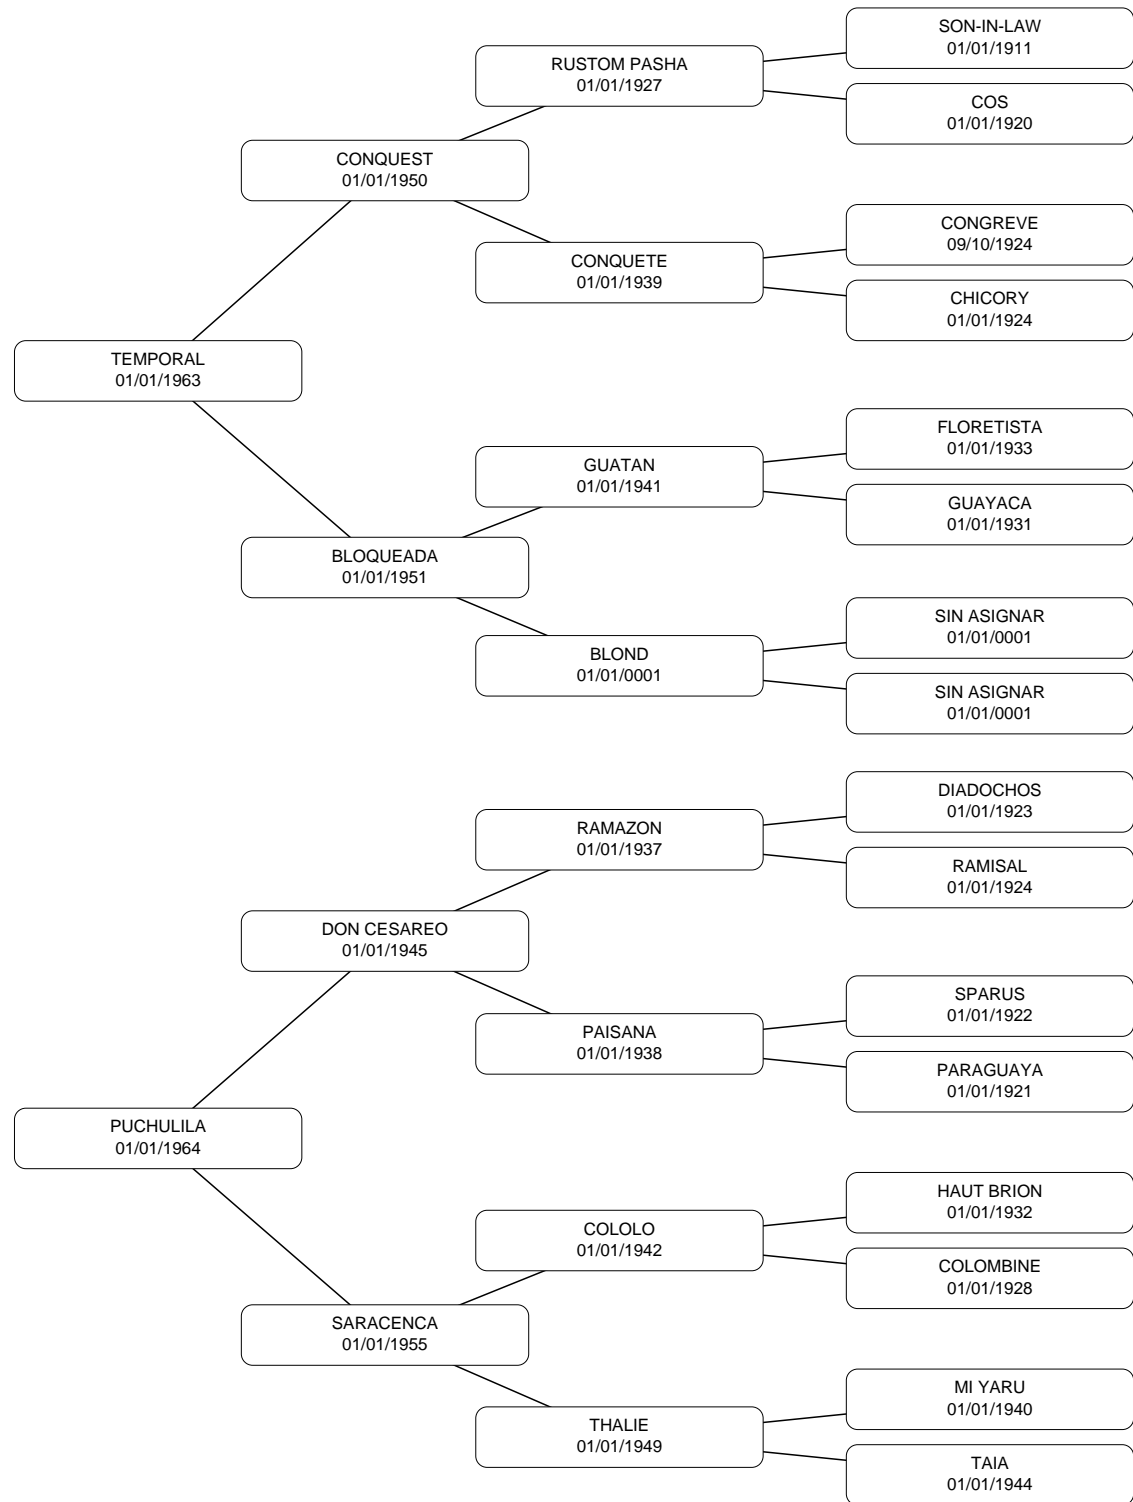 SON-IN-LAW
01/01/1911
RUSTOM PASHA
01/01/1927
COS
01/01/1920
CONQUEST
01/01/1950
CONGREVE
09/10/1924
CONQUETE
01/01/1939
CHICORY
01/01/1924
TEMPORAL
01/01/1963
FLORETISTA
01/01/1933
GUATAN
01/01/1941
GUAYACA
01/01/1931
BLOQUEADA
01/01/1951
SIN ASIGNAR
01/01/0001
BLOND
01/01/0001
SIN ASIGNAR
01/01/0001
DIADOCHOS
01/01/1923
RAMAZON
01/01/1937
RAMISAL
01/01/1924
DON CESAREO
01/01/1945
SPARUS
01/01/1922
PAISANA
01/01/1938
PARAGUAYA
01/01/1921
PUCHULILA
01/01/1964
HAUT BRION
01/01/1932
COLOLO
01/01/1942
COLOMBINE
01/01/1928
SARACENCA
01/01/1955
MI YARU
01/01/1940
THALIE
01/01/1949
TAIA
01/01/1944